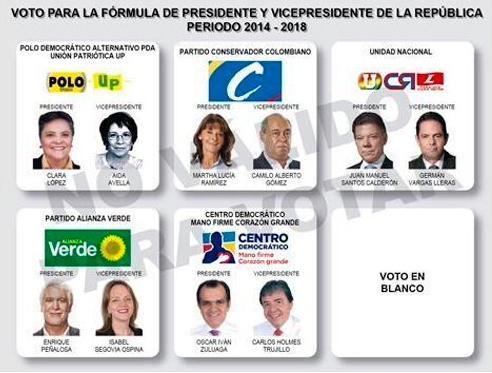 VOTO PARA LA FÓRMULA DE PRESIDENTE Y VICEPRESIDENTE DE LA REPÚBLICA
PERIODO 2014 - 2018
POLO DEMOCRÁTICO ALTERNATIVO PDA
UNIÓN PATRIÓTICA UP
POLO
UP
PRESIDENTE
VICEPRESIDENTE
CLARA
LÓPEZ
AIDA
AVELLA
PARTIDO CONSERVADOR COLOMBIANO
C
PRESIDENTE
VICEPRESIDENTE
MARTHA LUCÍA
RAMÍREZ
CAMILO ALBERTO
GÓMEZ
UNIDAD NACIONAL
U
CR
L
PRESIDENTE
VICEPRESIDENTE
JUAN MANUEL
SANTOS CALDERÓN
GERMÁN
VARGAS LLERAS
PARTIDO ALIANZA VERDE
ALIANZA
Verde
PRESIDENTE
VICEPRESIDENTE
ENRIQUE
PEÑALOSA
ISABEL
SEGOVIA OSPINA
CENTRO DEMOCRÁTICO
MANO FIRME CORAZÓN GRANDE
CENTRO
DEMOCRÁTICO
Mano firme
Corazón grande
PRESIDENTE
VICEPRESIDENTE
OSCAR IVÁN
ZULUAGA
CARLOS HOLMES
TRUJILLO
VOTO EN
BLANCO
NO VALIDO
PARA VOTAR